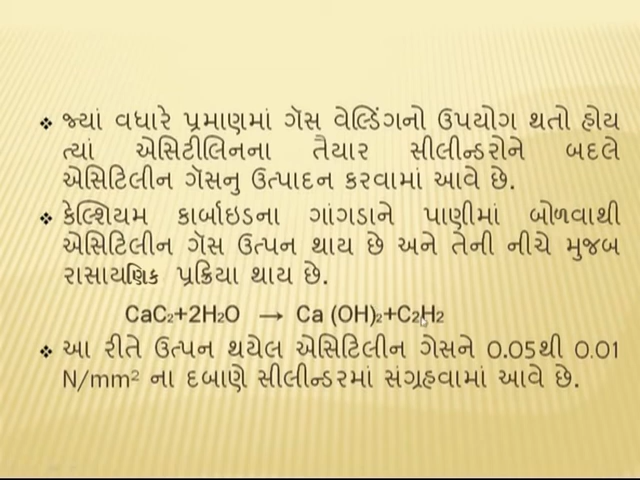 ❖ જ્યાં વધારે પ્રમાણમાં ગૅસ વેલ્ડિંગનો ઉપયોગ થતો હોય
ત્યાં એસિટીલિનના તૈયાર સીલીન્ડરોને બદલે
એસિટિલીન ગૅસનુ ઉત્પાદન કરવામાં આવે છે.
❖ કેલ્શિયમ કાર્બાઇડના ગાંગડાને પાણીમાં બોળવાથી
એસિટિલીન ગૅસ ઉત્પન થાય છે અને તેની નીચે મુજબ
રાસાયણિક પ્રક્રિયા થાય છે.
CaC₂+2H₂O → Ca (OH)₂+C₂H₂
❖ આ રીતે ઉત્પન થયેલ એસિટિલીન ગેસને 0.05થી 0.01
N/mm² ના દબાણે સીલીન્ડરમાં સંગ્રહવામાં આવે છે.